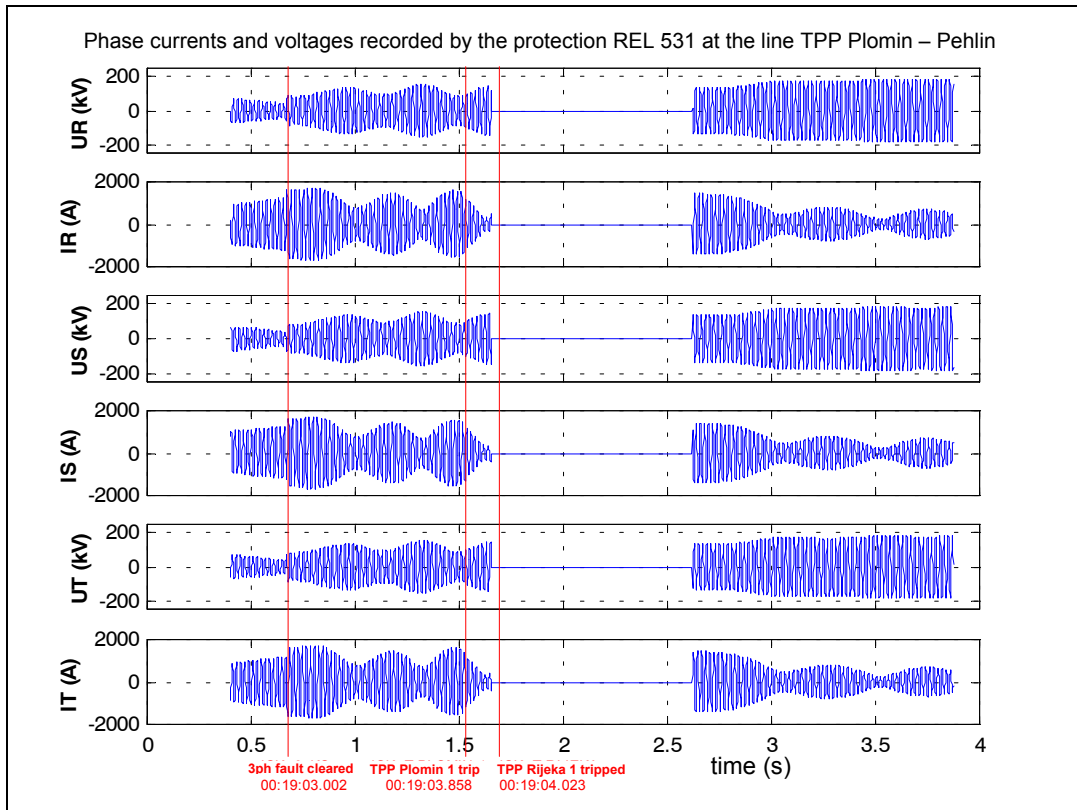 Phase currents and voltages recorded by the protection REL 531 at the line TPP Plomin – Pehlin
200
0
-200
UR (kV)
2000
0
-2000
IR (A)
200
0
-200
US (kV)
2000
0
-2000
IS (A)
200
0
-200
UT (kV)
2000
0
-2000
IT (A)
0 0.5 1 1.5 2 2.5 3 3.5 4
time (s)
3ph fault cleared TPP Plomin 1 trip TPP Rijeka 1 tripped
00:19:03.002 00:19:03.858 00:19:04.023